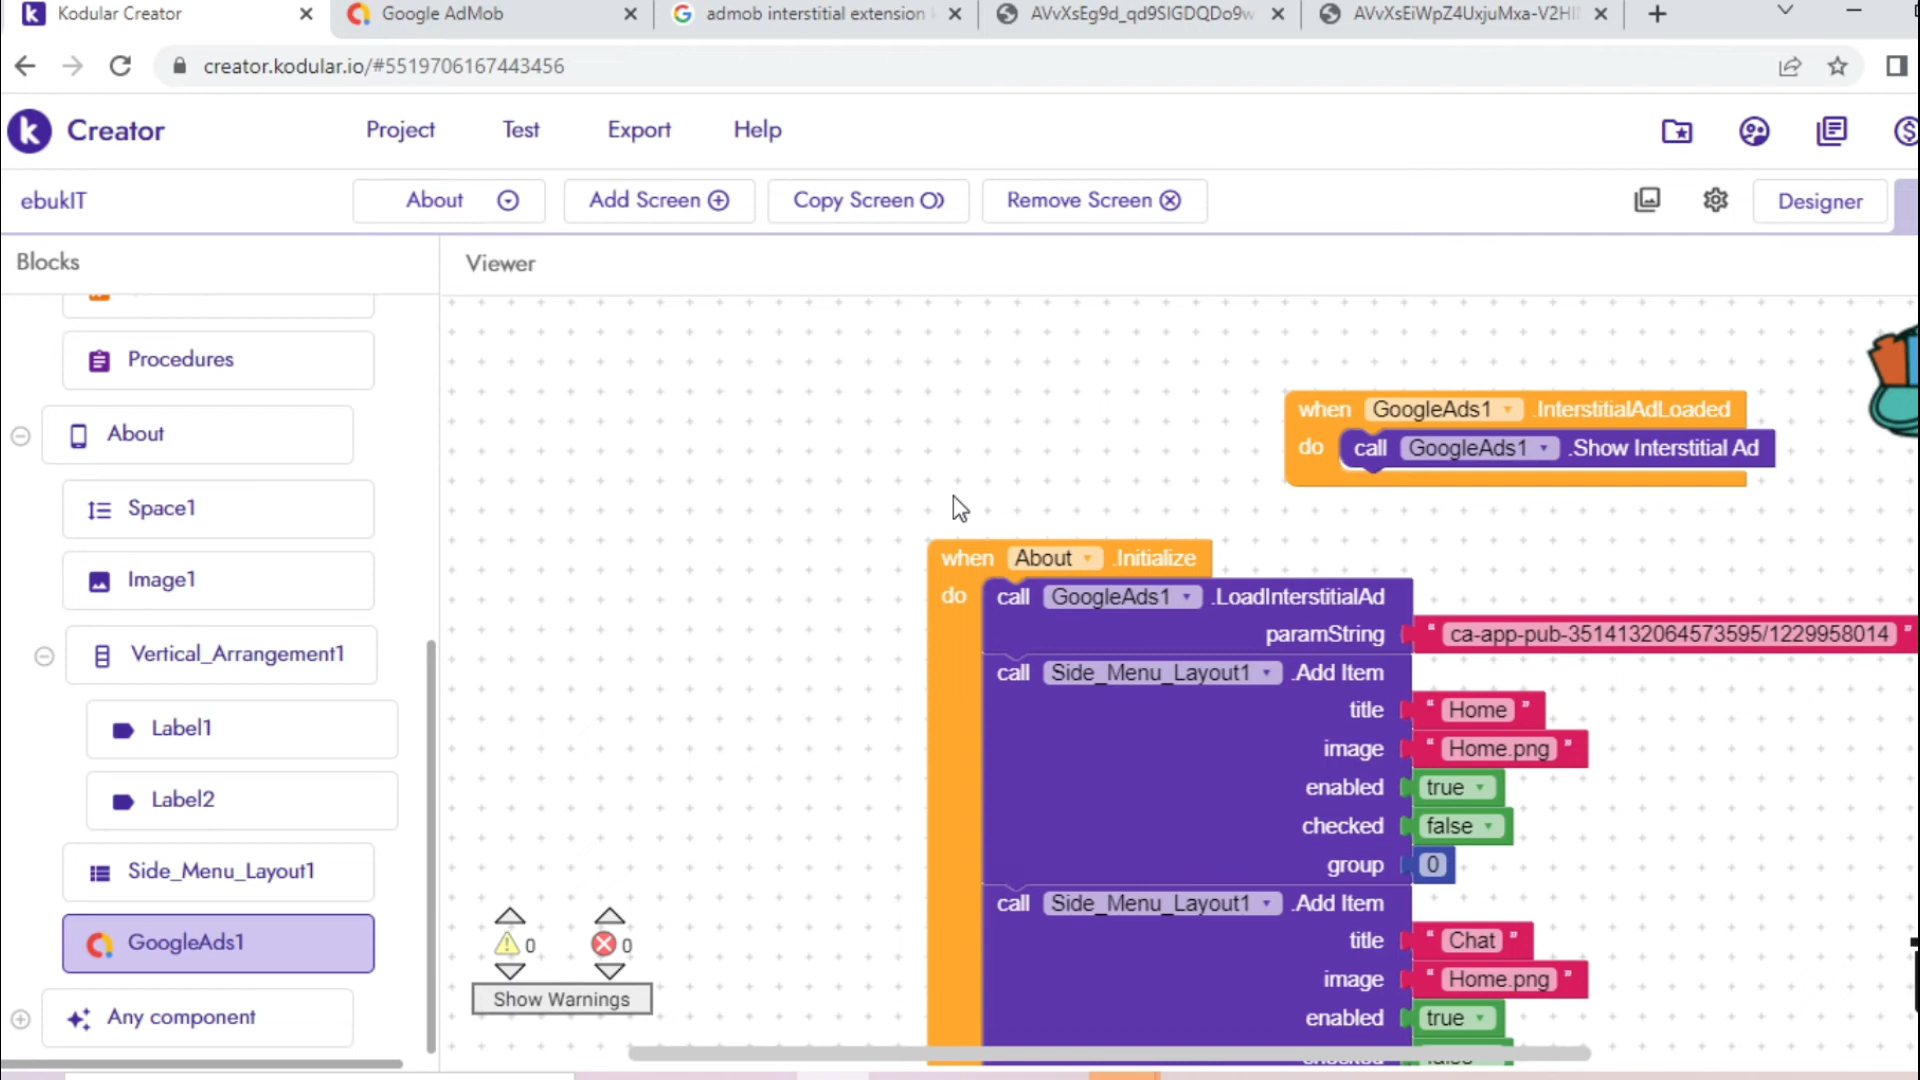 Kodular Creator
Google AdMob
admob interstitial extension
AVvXsEg9d_qd9SIGDQDo9w
AVvXsEiWpZ4UxjuMxa-V2HI
creator.kodular.io/#5519706167443456
Creator
Project
Test
Export
Help
ebukIT
About
Add Screen
Copy Screen
Remove Screen
Designer
Blocks
Viewer
Procedures
About
Space1
Image1
Vertical_Arrangement1
Label1
Label2
Side_Menu_Layout1
GoogleAds1
Any component
when GoogleAds1 .InterstitialAdLoaded
do call GoogleAds1 .Show Interstitial Ad
when About .Initialize
do call GoogleAds1 .LoadInterstitialAd
paramString " ca-app-pub-3514132064573595/1229958014 "
call Side_Menu_Layout1 .Add Item
title " Home "
image " Home.png "
enabled true
checked false
group 0
call Side_Menu_Layout1 .Add Item
title " Chat "
image " Home.png "
enabled true
checked false
0 0
Show Warnings